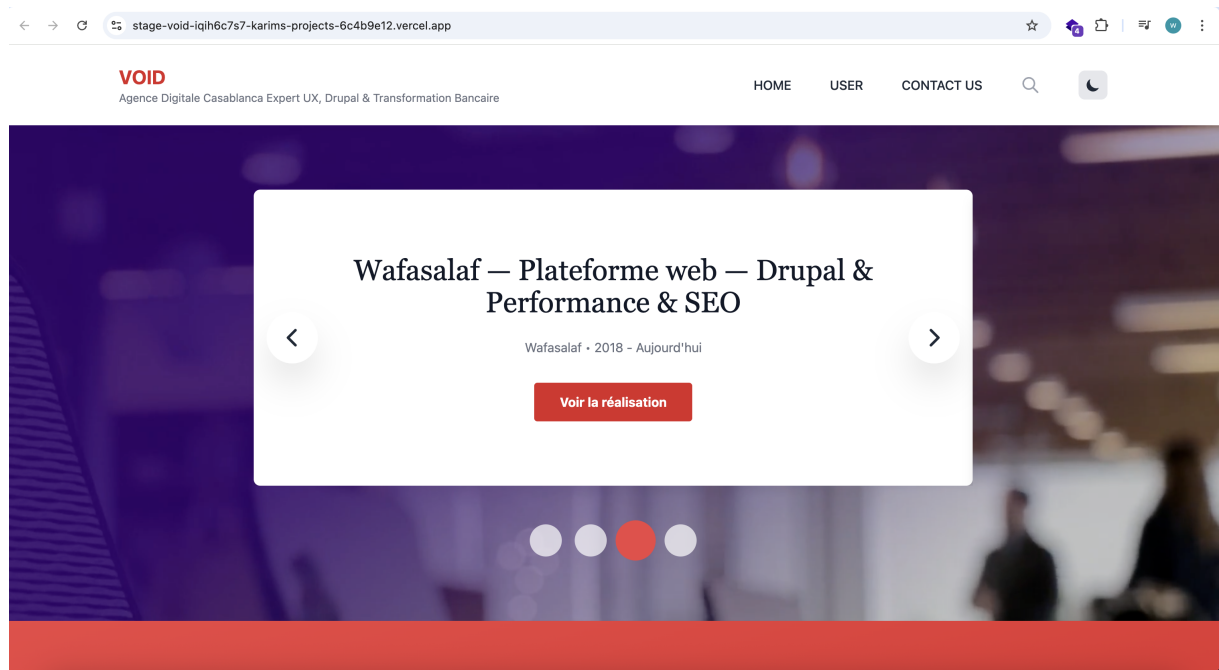 stage-void-iqih6c7s7-karims-projects-6c4b9e12.vercel.app
4
W
VOID
Agence Digitale Casablanca Expert UX, Drupal & Transformation Bancaire
HOME
USER
CONTACT US
Wafasalaf — Plateforme web — Drupal &
Performance & SEO
Wafasalaf • 2018 - Aujourd'hui
Voir la réalisation